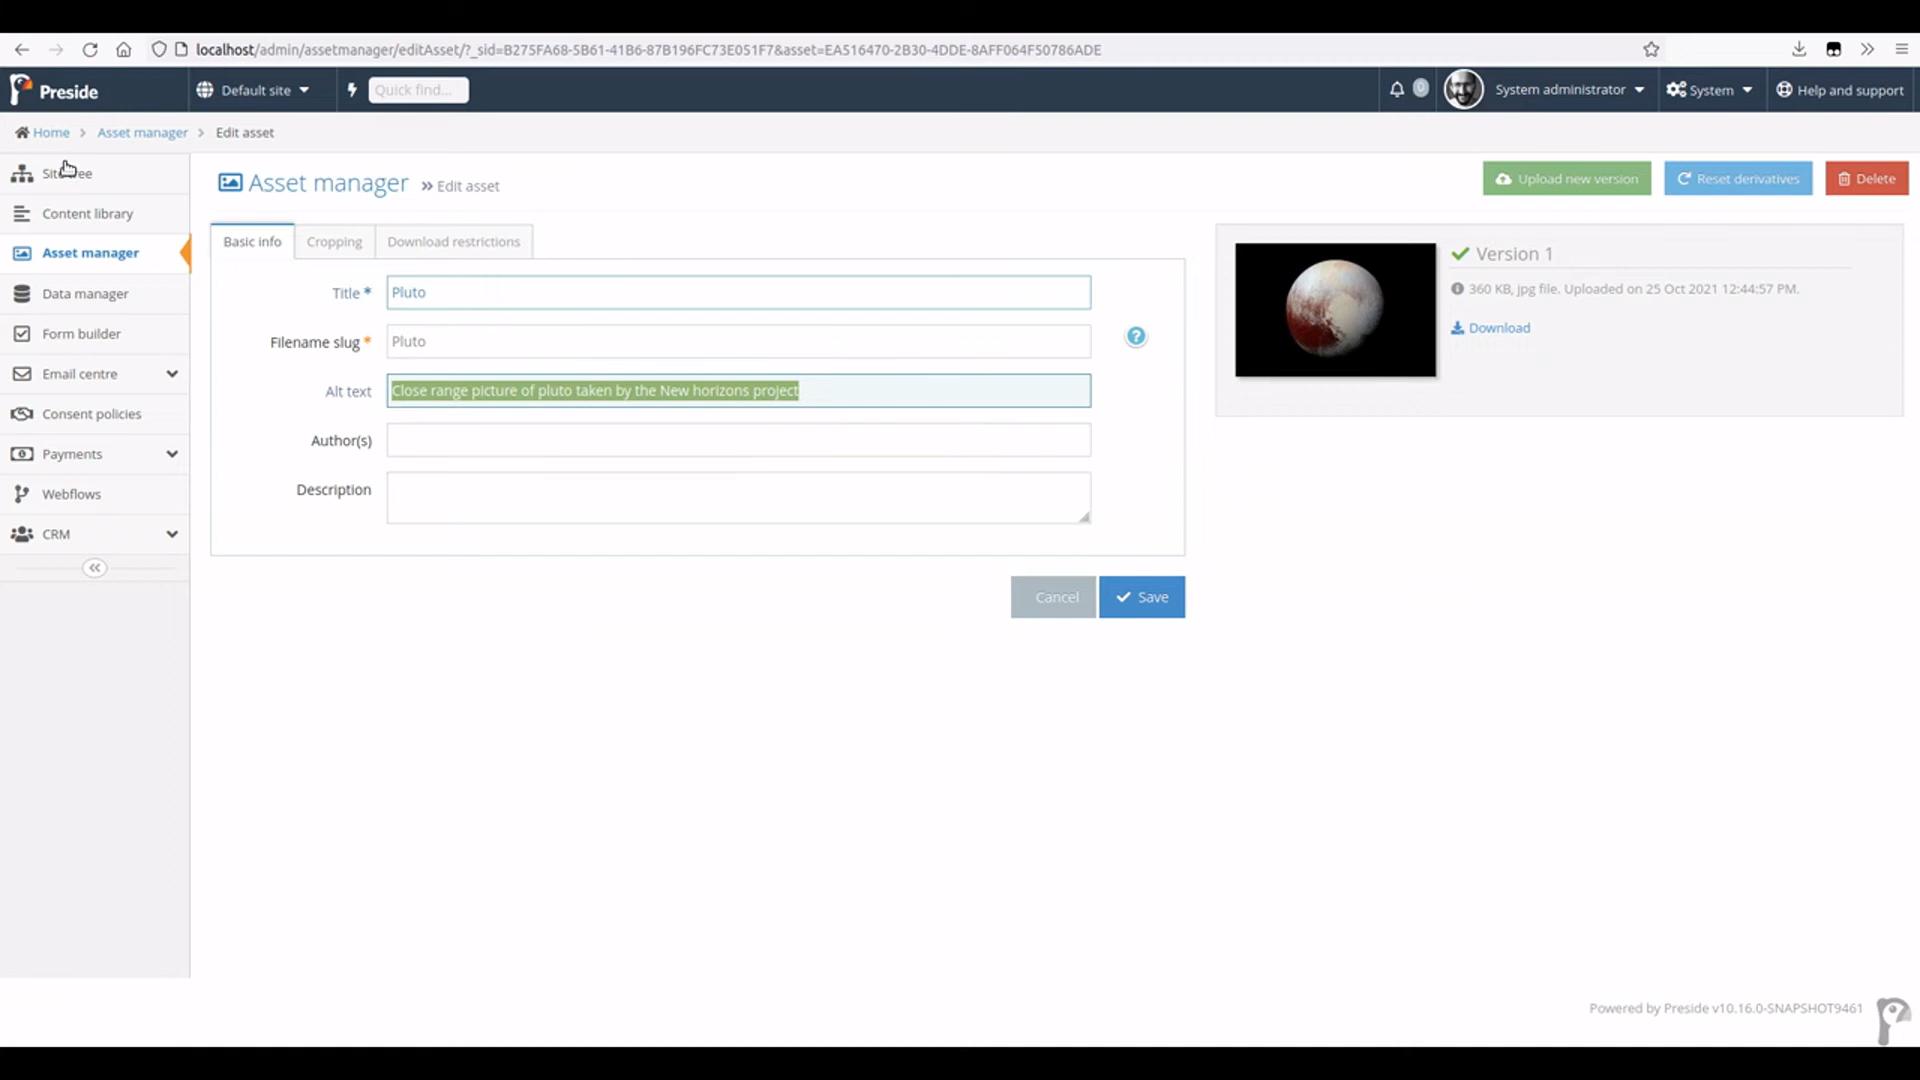 localhost/admin/assetmanager/editAsset/?_sid=B275FA68-5B61-41B6-87B196FC73E051F7&asset=EA516470-2B30-4DDE-8AFF064F50786ADE
Preside
Default site
Quick find...
0
System administrator
System
Help and support
Home > Asset manager > Edit asset
Content library
Asset manager
Data manager
Form builder
Email centre
Consent policies
Payments
Webflows
CRM
Asset manager » Edit asset
Upload new version
Reset derivatives
Delete
Basic info
Cropping
Download restrictions
Title *
Pluto
Filename slug *
Pluto
?
Alt text
Close range picture of pluto taken by the New horizons project
Author(s)
Description
Cancel
Save
Version 1
360 KB, jpg file. Uploaded on 25 Oct 2021 12:44:57 PM.
Download
Powered by Preside v10.16.0-SNAPSHOT9461